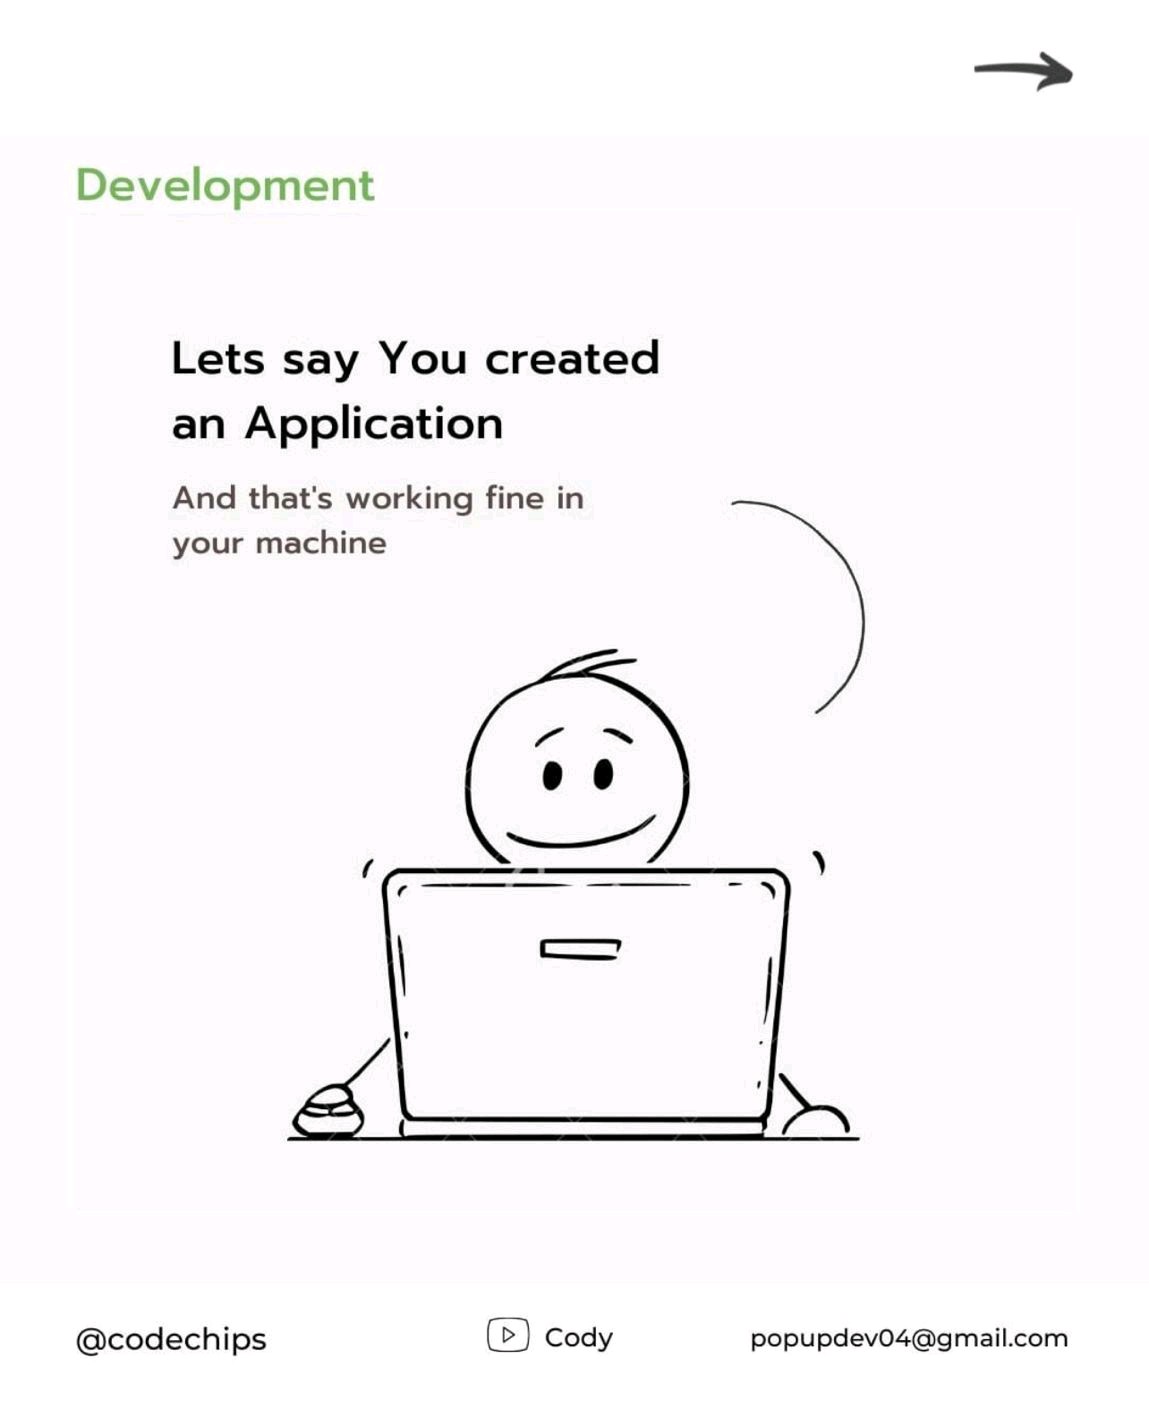 Development
Lets say You created
an Application
And that's working fine in
your machine
@codechips
Cody
popupdev04@gmail.com